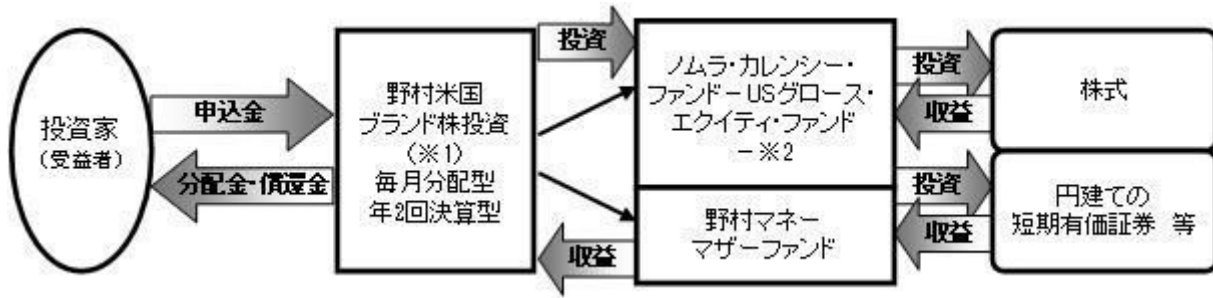 投資家
（受益者）
申込金
分配金・償還金
野村米国
ブランド株投資
(※1)
毎月分配型
年2回決算型
投資
収益
ノムラ・カレンシー・
ファンド－USグロース・
エクイティ・ファンド
－※2
野村マネー
マザーファンド
投資
収益
投資
収益
株式
円建ての
短期有価証券 等